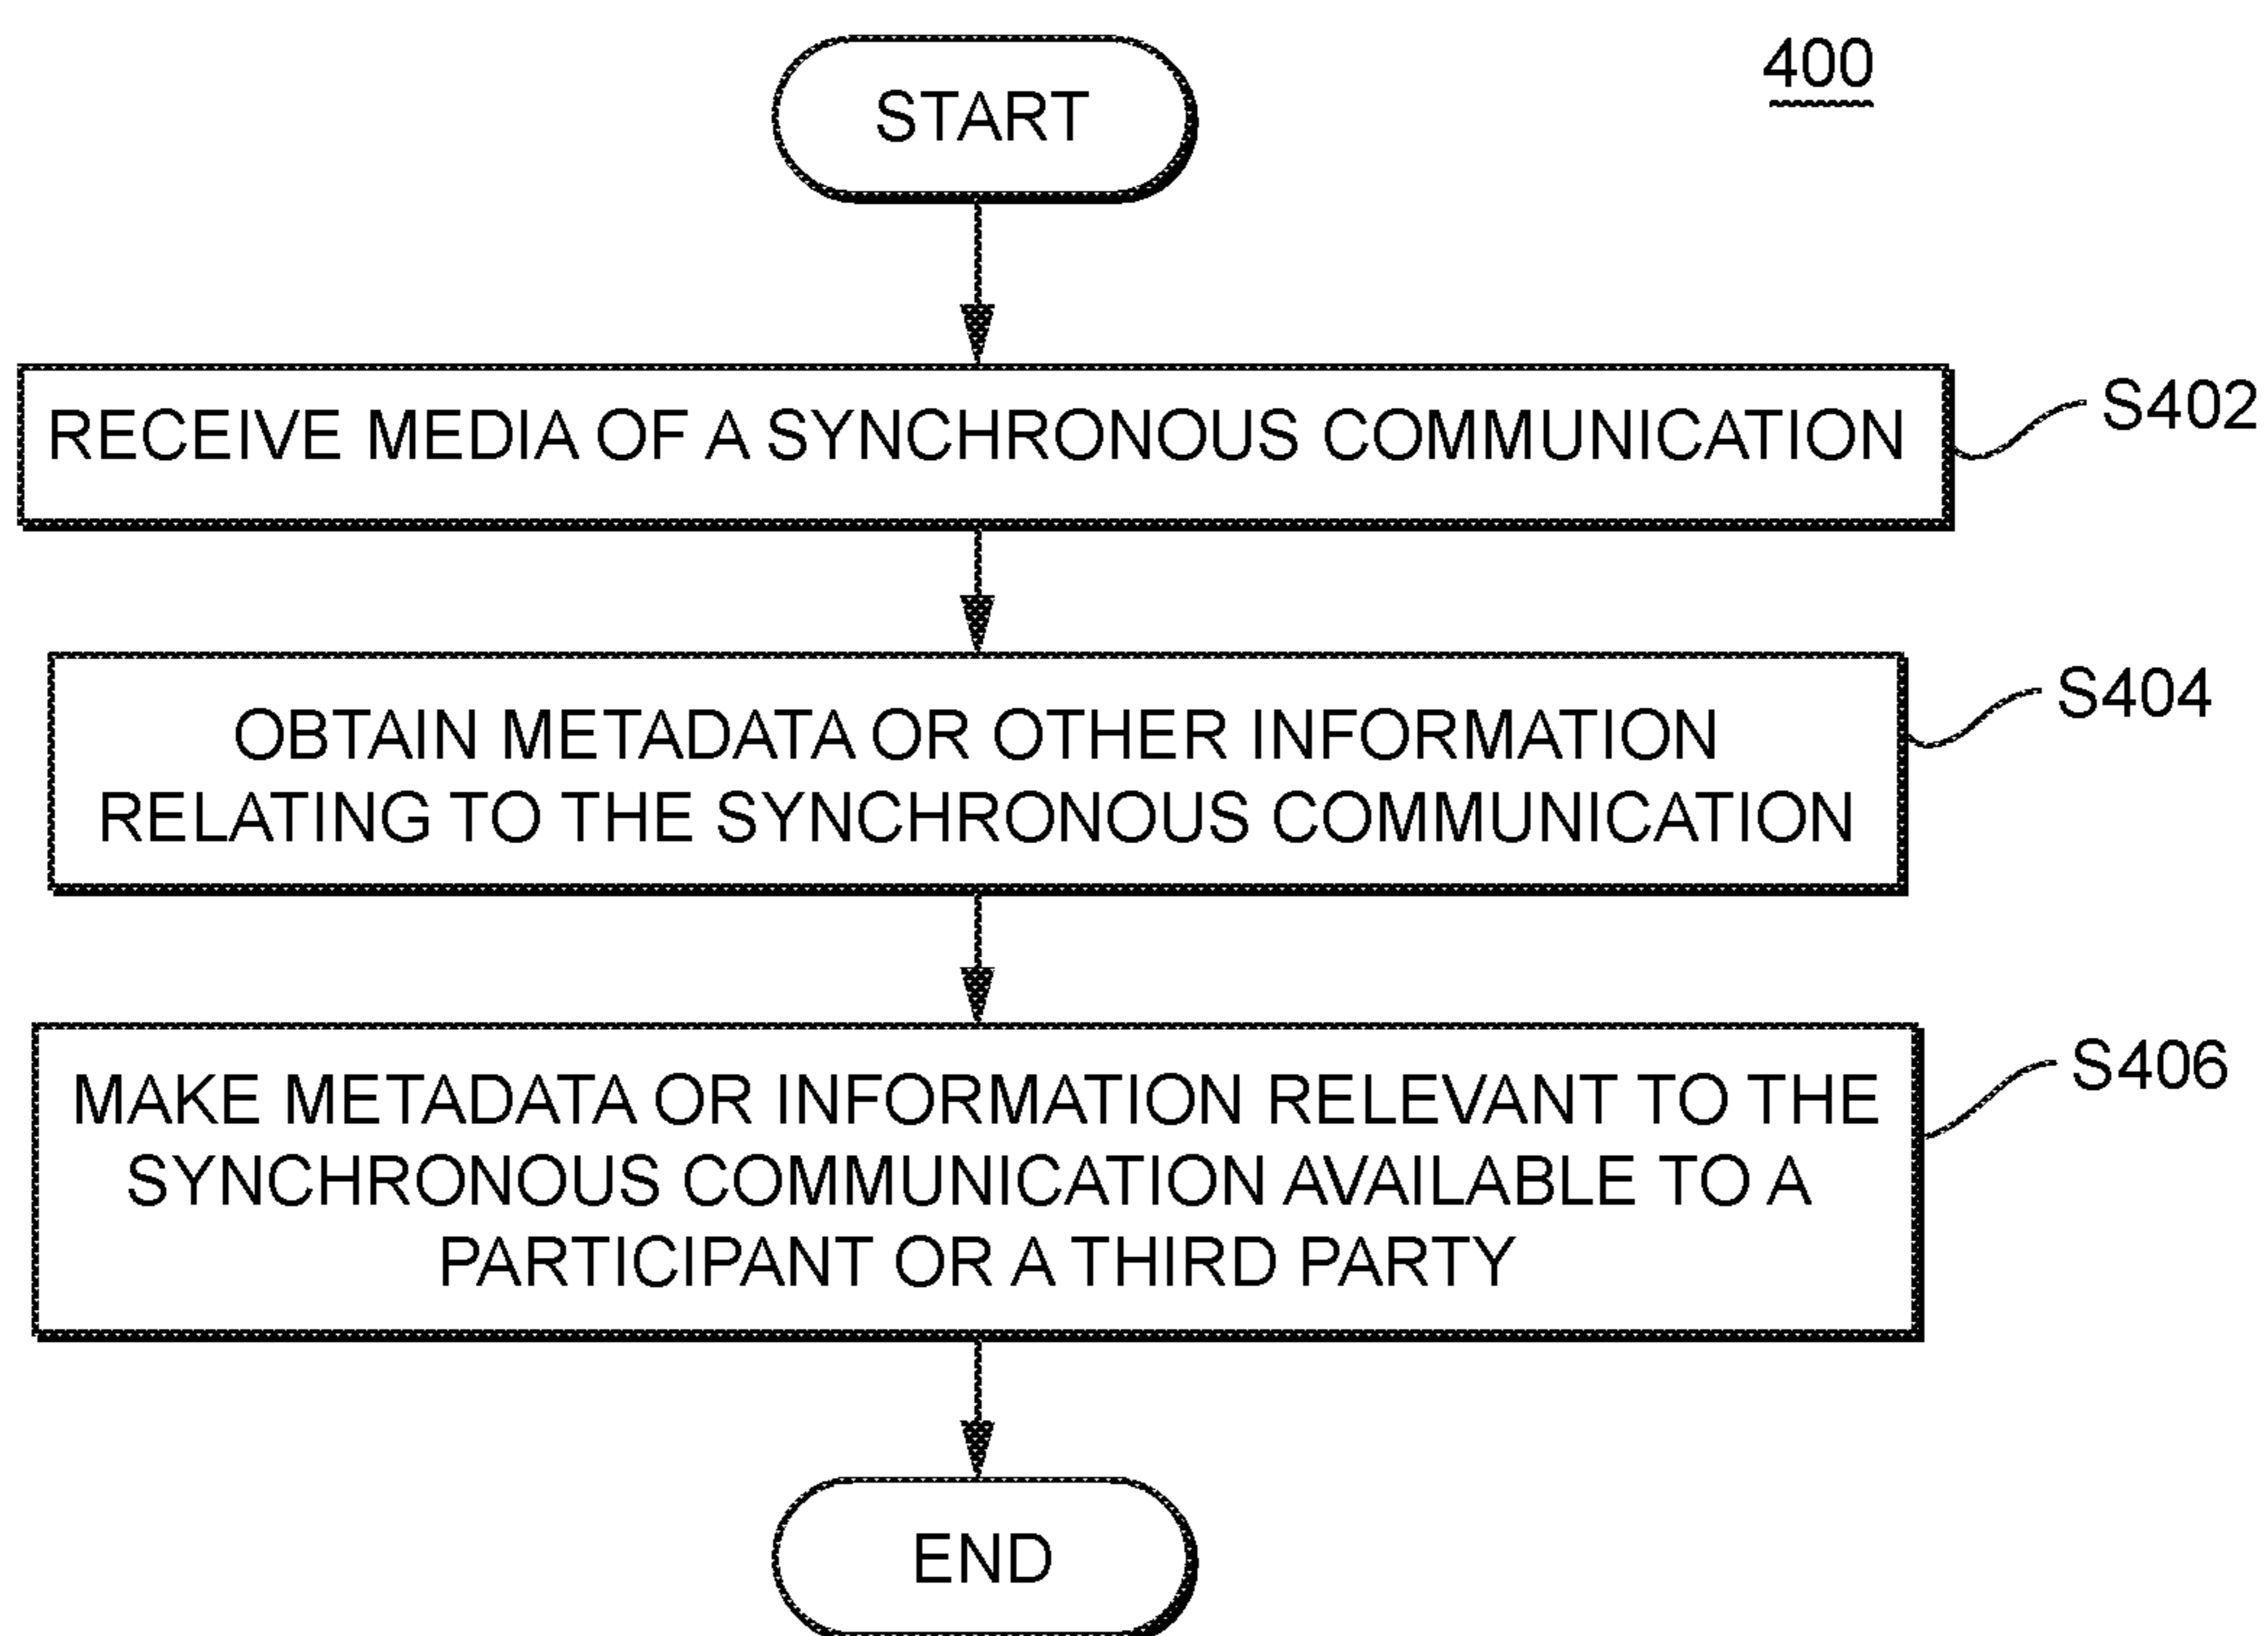 400
START
RECEIVE MEDIA OF A SYNCHRONOUS COMMUNICATION
S402
OBTAIN METADATA OR OTHER INFORMATION
RELATING TO THE SYNCHRONOUS COMMUNICATION
S404
MAKE METADATA OR INFORMATION RELEVANT TO THE
SYNCHRONOUS COMMUNICATION AVAILABLE TO A
PARTICIPANT OR A THIRD PARTY
S406
END